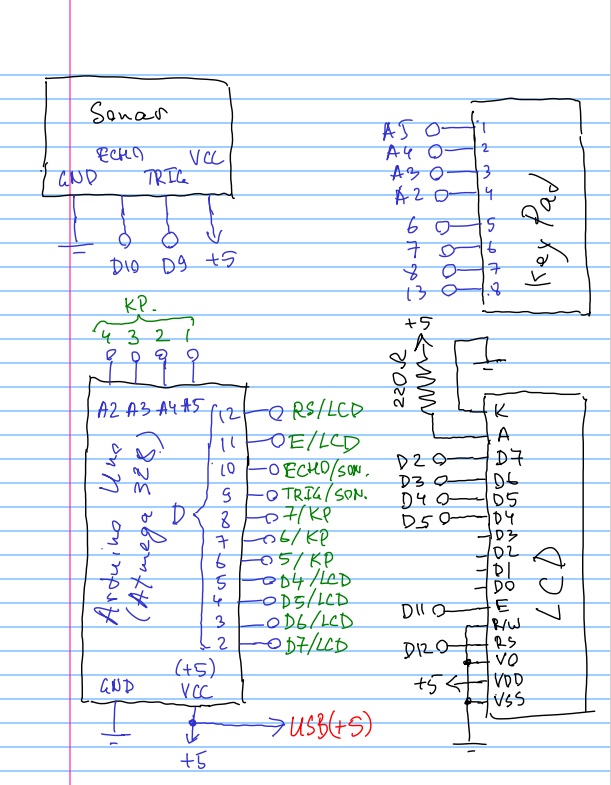 Sonar
ECHO
VCC
GND
TRIG
D10
D9
+5
A5
1
A4
2
A3
3
A2
4
6
5
7
6
8
7
13
8
Key Pad
KP.
4 3 2 1
A2 A3 A4 A5
Arduino Uno
(ATmega 328)
D
12 RS/LCD
11 E/LCD
10 ECHO/SON.
9 TRIG/SON.
8 7/KP
7 6/KP
6 5/KP
5 D4/LCD
4 D5/LCD
3 D6/LCD
2 D7/LCD
(+5)
GND
VCC
USB(+5)
+5
+5
220Ω
K
A
D2 D7
D3 D6
D4 D5
D5 D4
D3
D2
D1
D0
D11 E
R/W
D12 RS
VO
+5 VDD
VSS
LCD